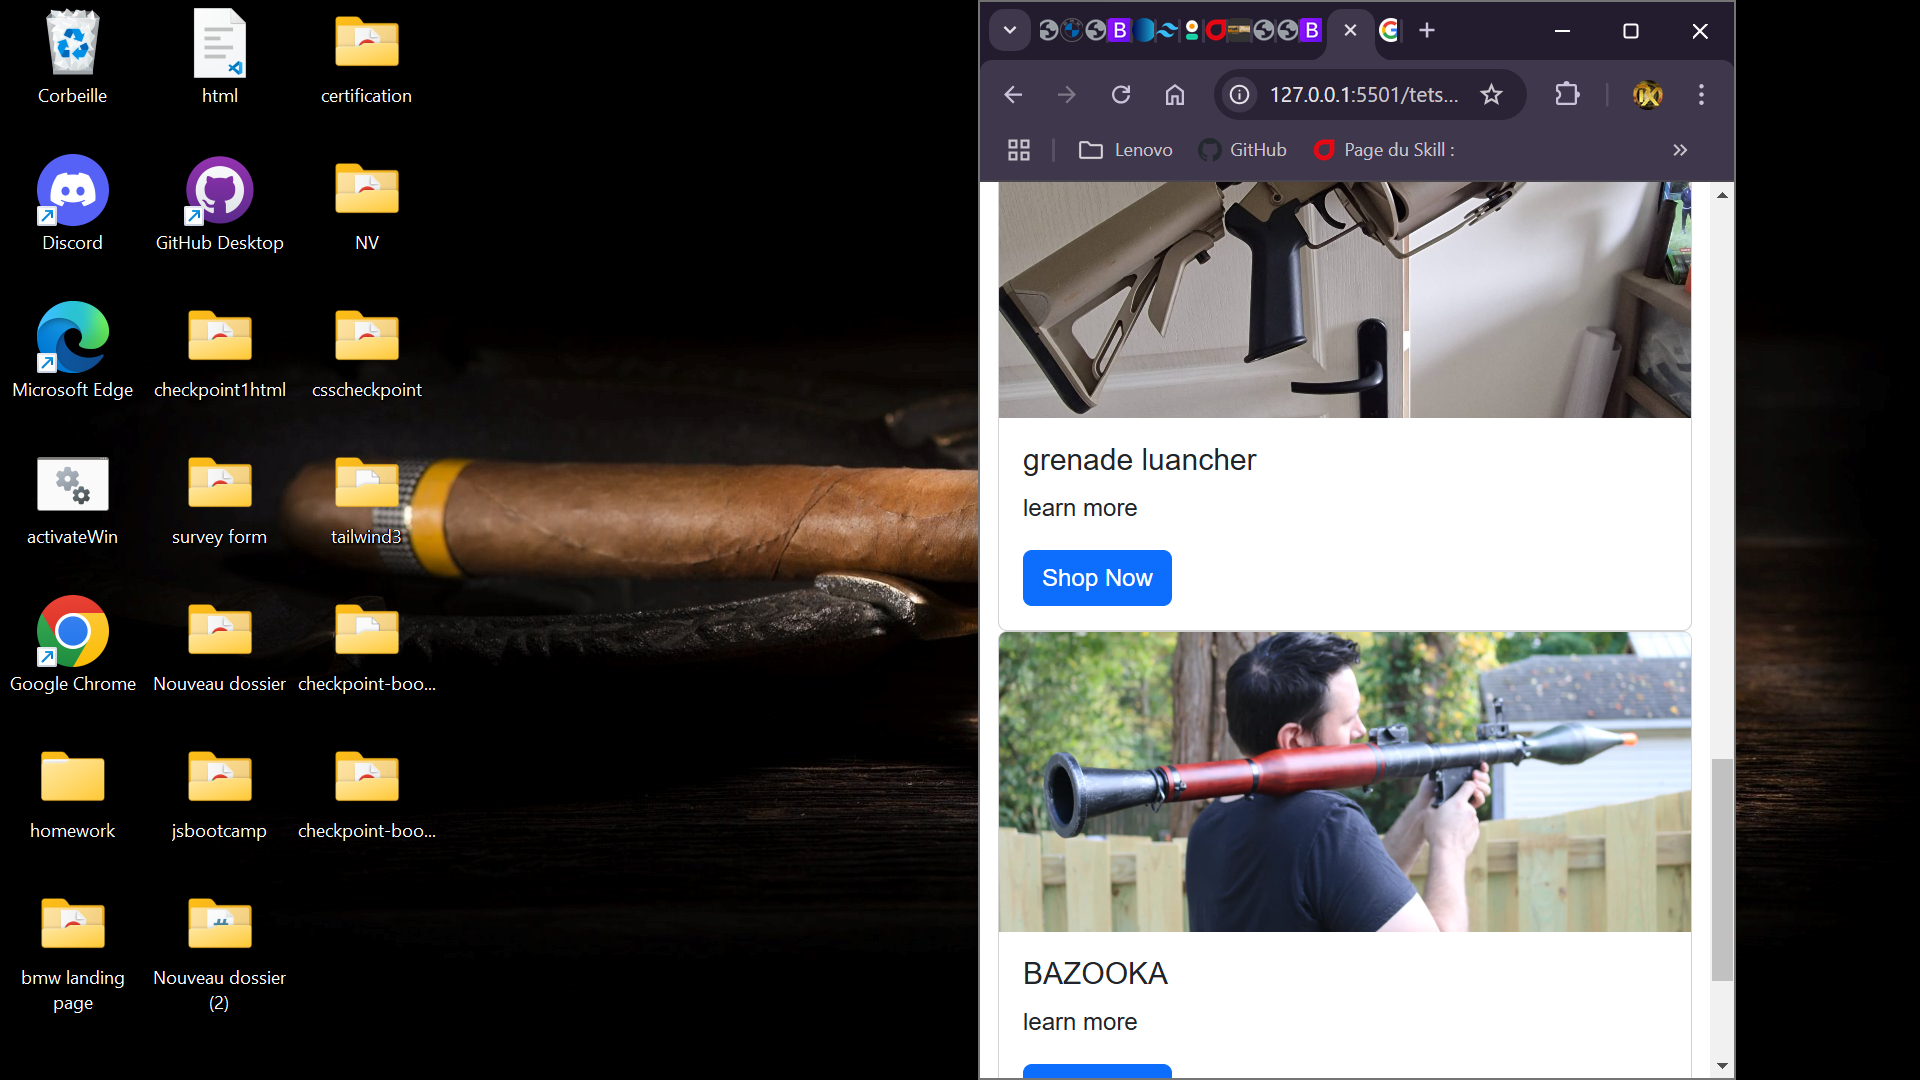 Corbeille
html
certification
Discord
GitHub Desktop
NV
Microsoft Edge
checkpoint1html
csscheckpoint
activateWin
survey form
tailwind3
Google Chrome
Nouveau dossier
checkpoint-boo...
homework
jsbootcamp
checkpoint-boo...
bmw landing
page
Nouveau dossier
(2)
127.0.0.1:5501/tets...
Lenovo
GitHub
Page du Skill :
grenade luancher
learn more
Shop Now
BAZOOKA
learn more